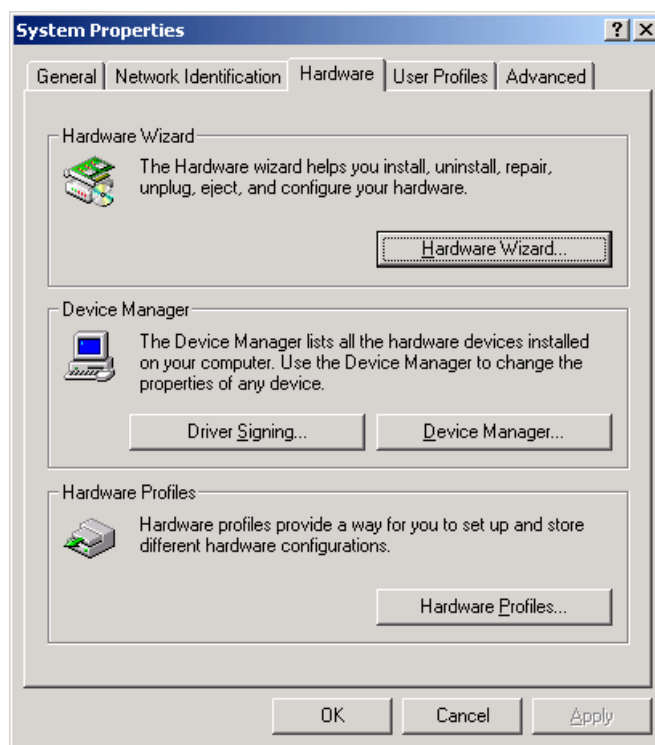 System Properties
General Network Identification Hardware User Profiles Advanced
Hardware Wizard
The Hardware wizard helps you install, uninstall, repair,
unplug, eject, and configure your hardware.
Hardware Wizard...
Device Manager
The Device Manager lists all the hardware devices installed
on your computer. Use the Device Manager to change the
properties of any device.
Driver Signing... Device Manager...
Hardware Profiles
Hardware profiles provide a way for you to set up and store
different hardware configurations.
Hardware Profiles...
OK Cancel Apply